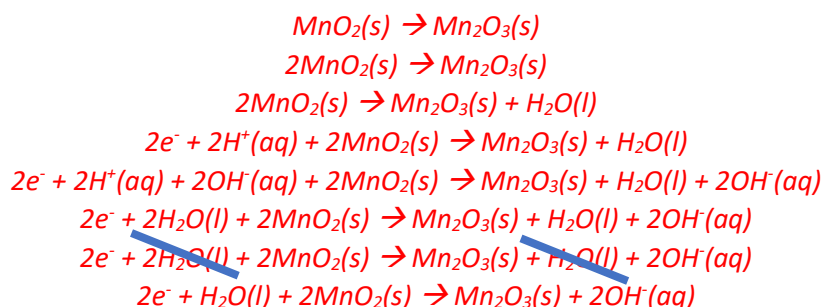 MnO₂(s) → Mn₂O₃(s)
2MnO₂(s) → Mn₂O₃(s)
2MnO₂(s) → Mn₂O₃(s) + H₂O(l)
2e⁻ + 2H⁺(aq) + 2MnO₂(s) → Mn₂O₃(s) + H₂O(l)
2e⁻ + 2H⁺(aq) + 2OH⁻(aq) + 2MnO₂(s) → Mn₂O₃(s) + H₂O(l) + 2OH⁻(aq)
2e⁻ + 2H₂O(l) + 2MnO₂(s) → Mn₂O₃(s) + H₂O(l) + 2OH⁻(aq)
2e⁻ + 2H₂O(l) + 2MnO₂(s) → Mn₂O₃(s) + H₂O(l) + 2OH⁻(aq)
2e⁻ + H₂O(l) + 2MnO₂(s) → Mn₂O₃(s) + 2OH⁻(aq)